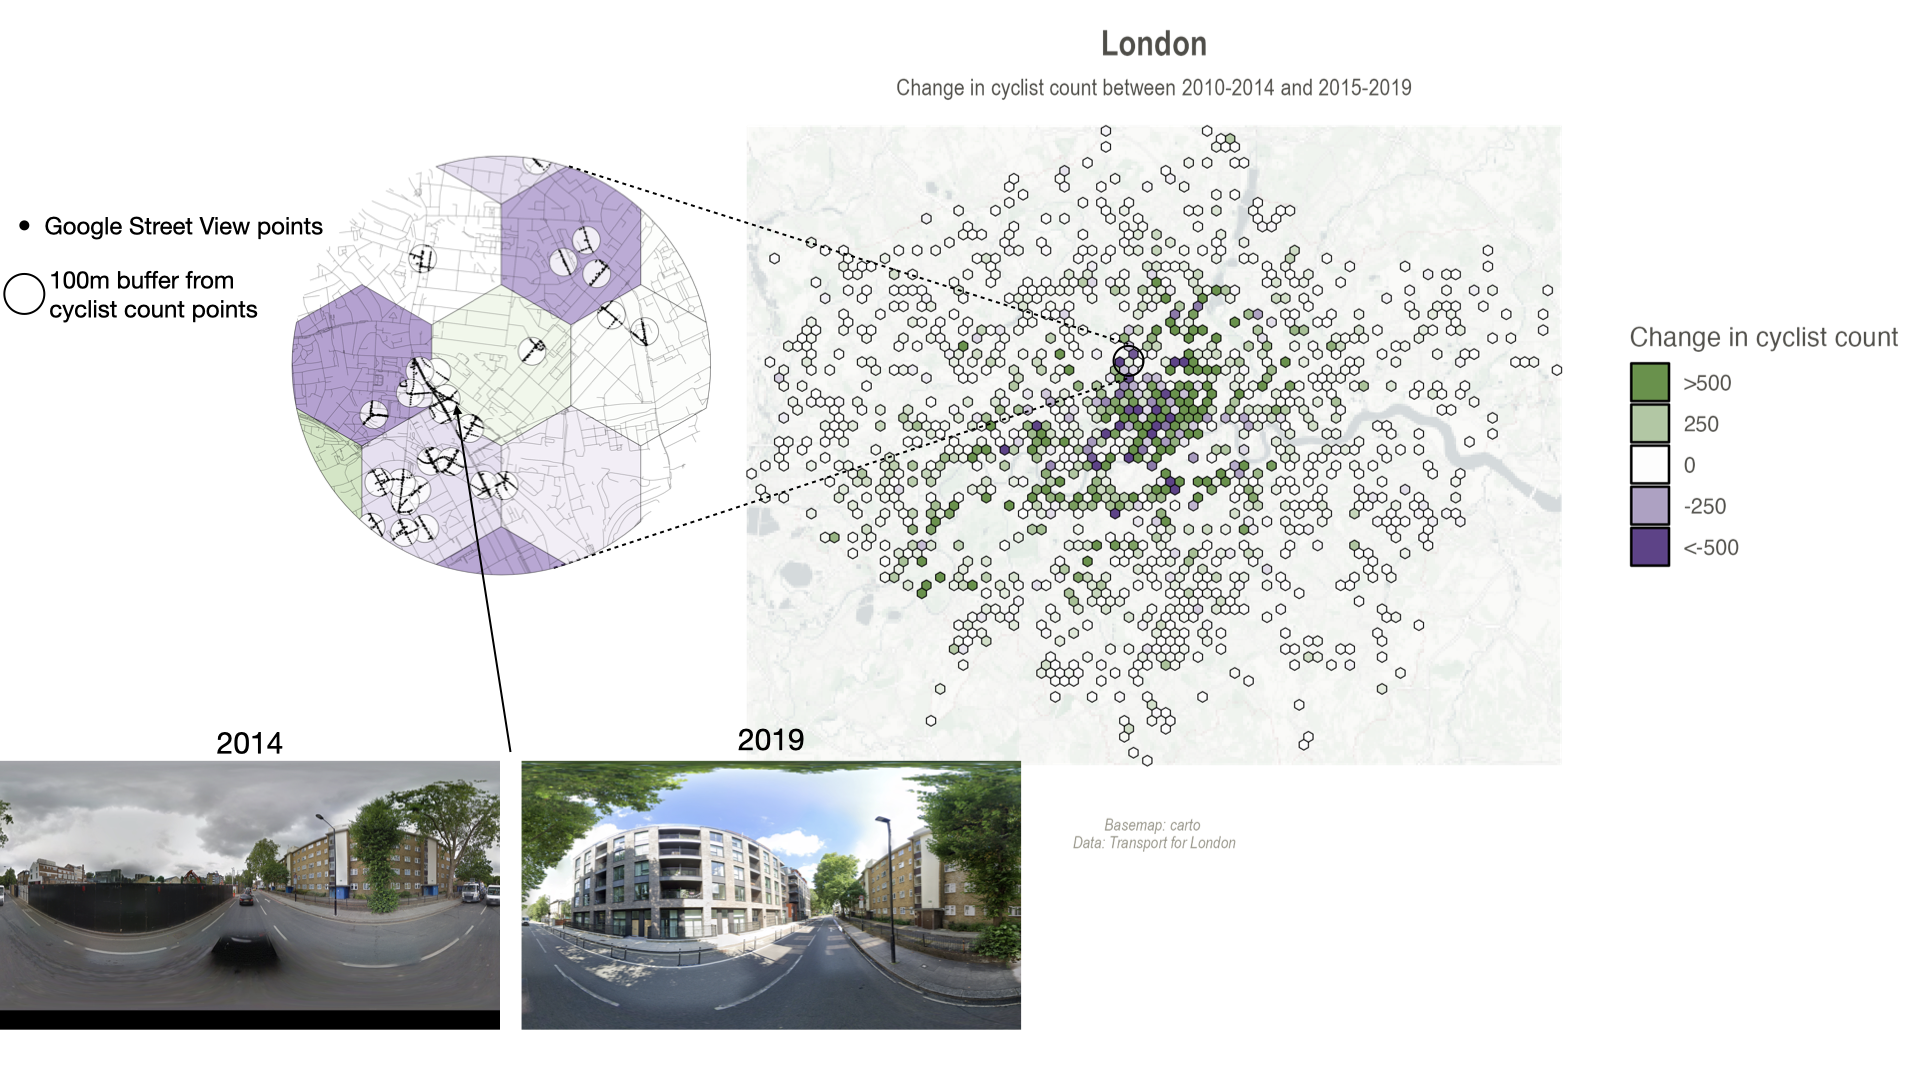 London
Change in cyclist count between 2010-2014 and 2015-2019
Google Street View points
100m buffer from
cyclist count points
Change in cyclist count
>500
250
0
-250
<-500
2014
2019
Basemap: carto
Data: Transport for London